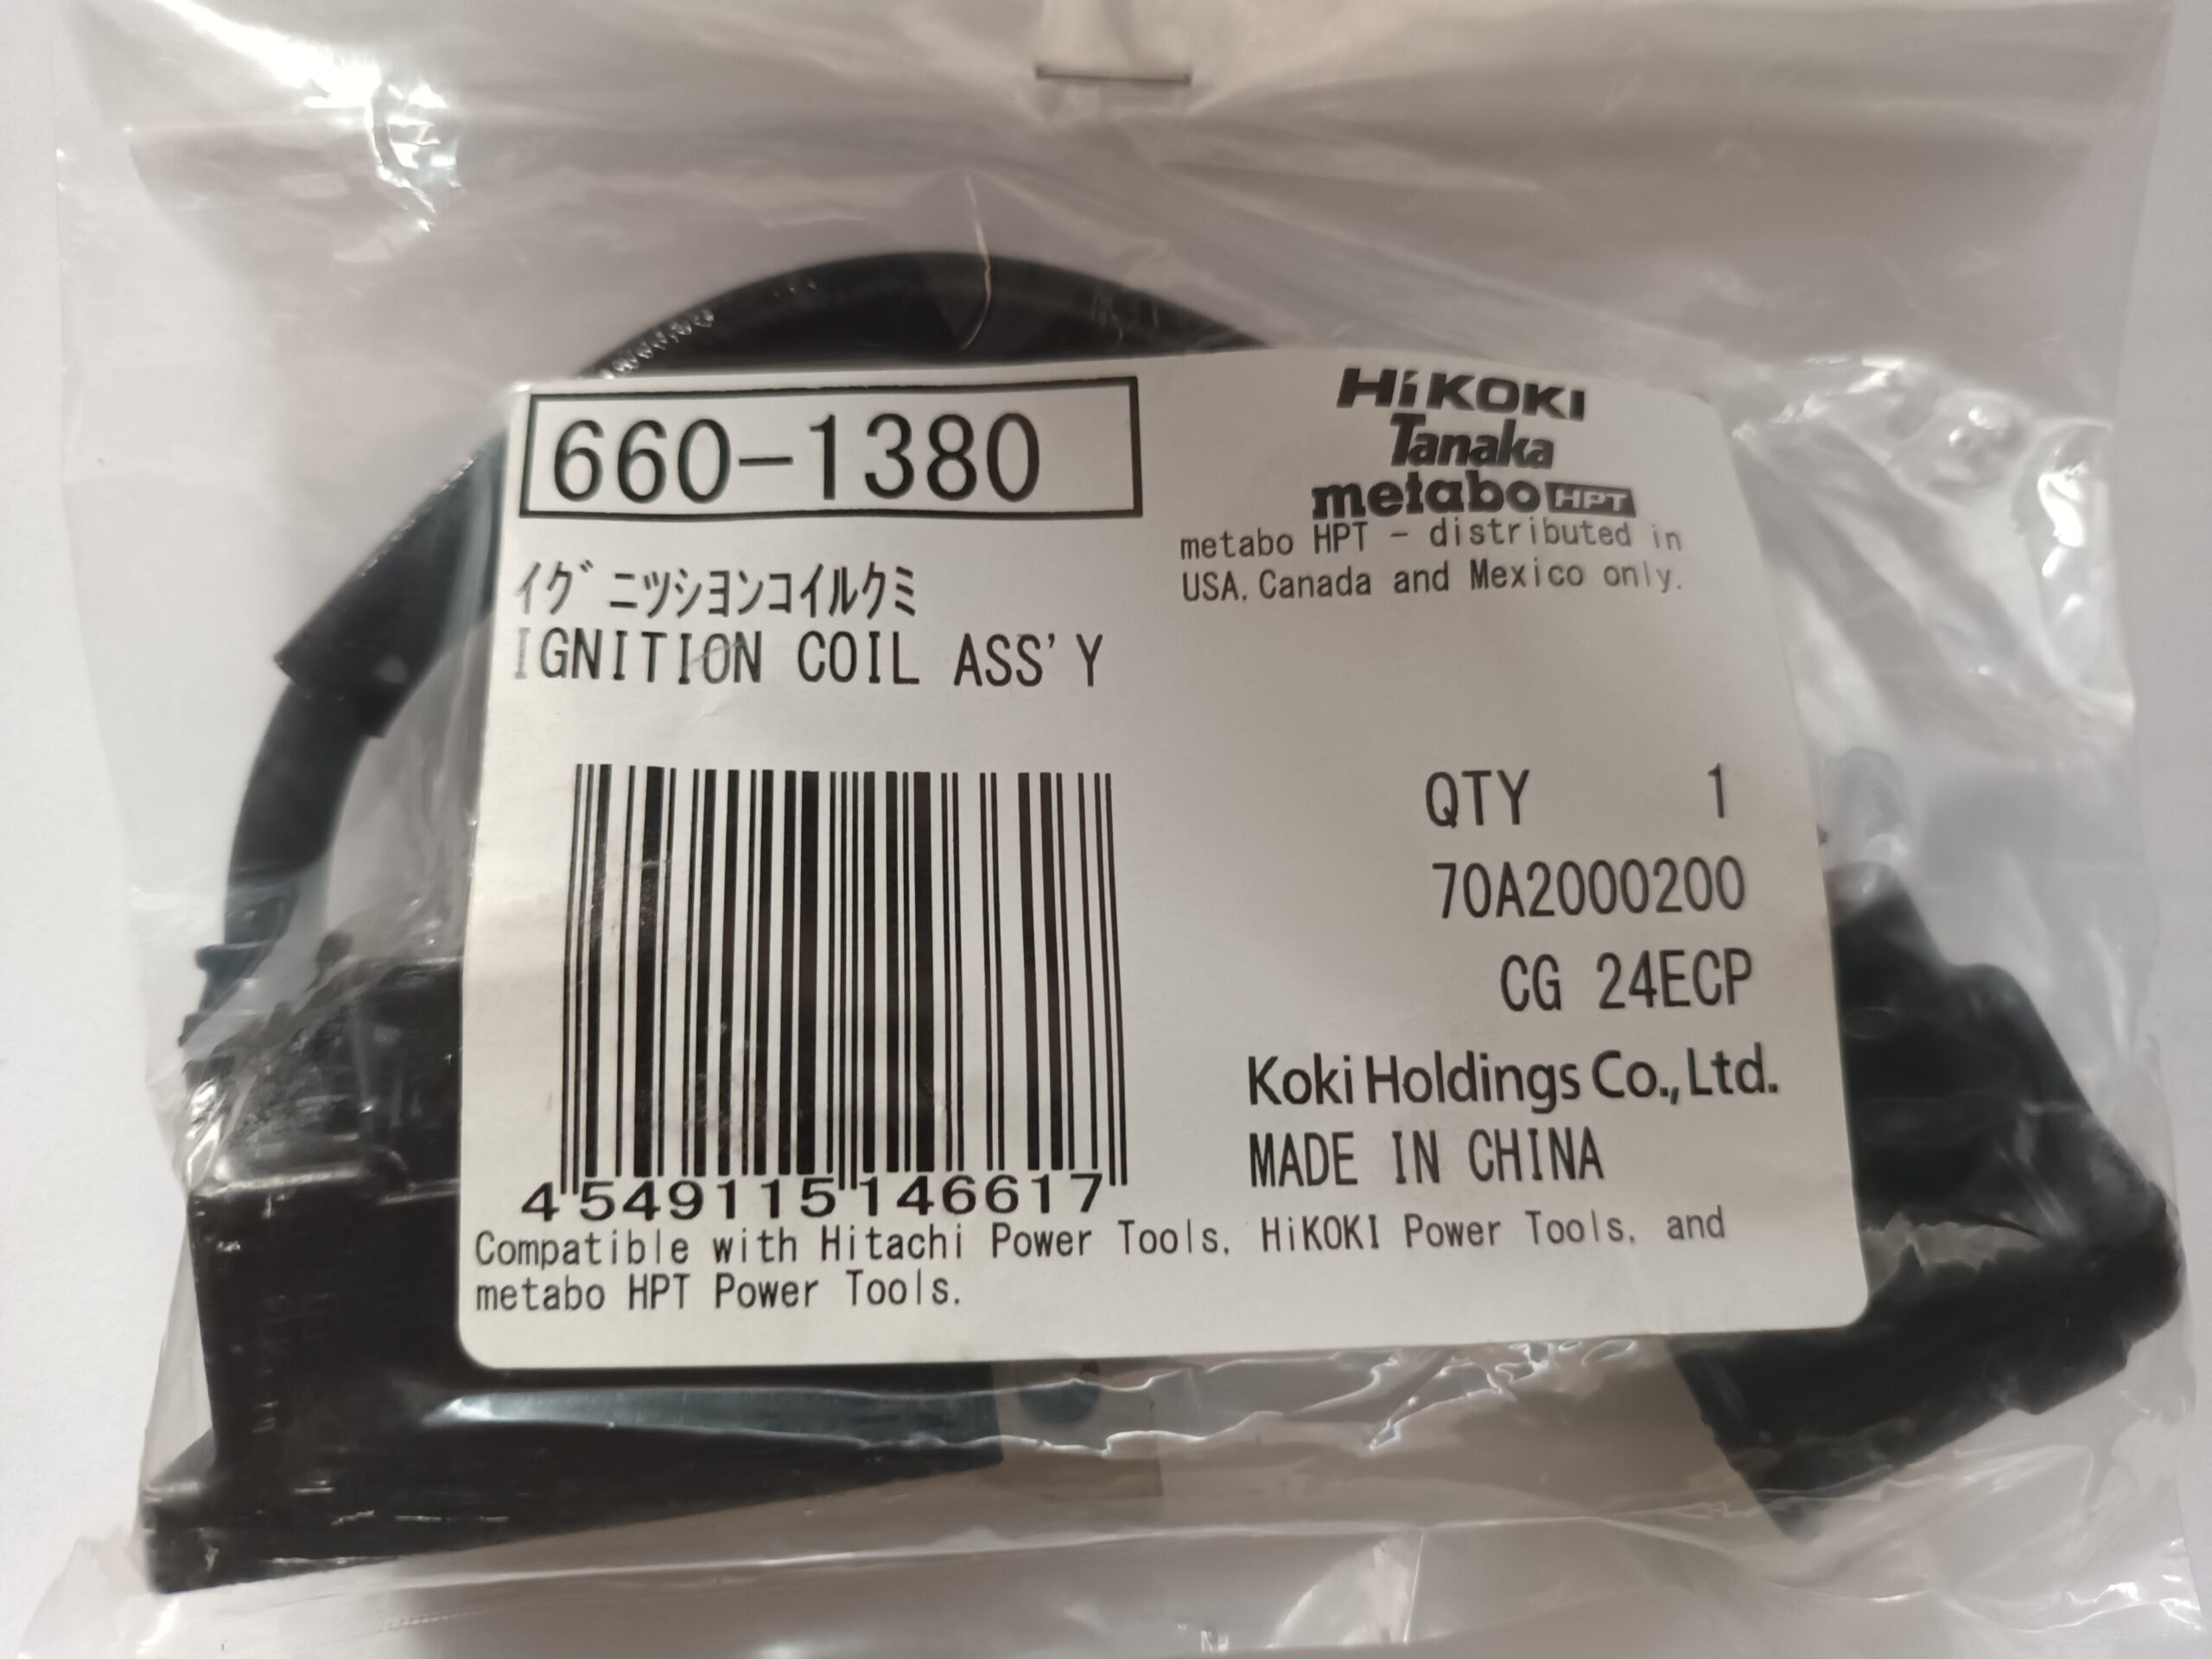 660-1380
HiKOKI
Tanaka
metabo HPT
metabo HPT - distributed in
USA, Canada and Mexico only.
イグニツシヨンコイルクミ
IGNITION COIL ASS'Y
QTY 1
70A2000200
CG 24ECP
Koki Holdings Co., Ltd.
MADE IN CHINA
4549115146617
Compatible with Hitachi Power Tools, HiKOKI Power Tools, and
metabo HPT Power Tools.